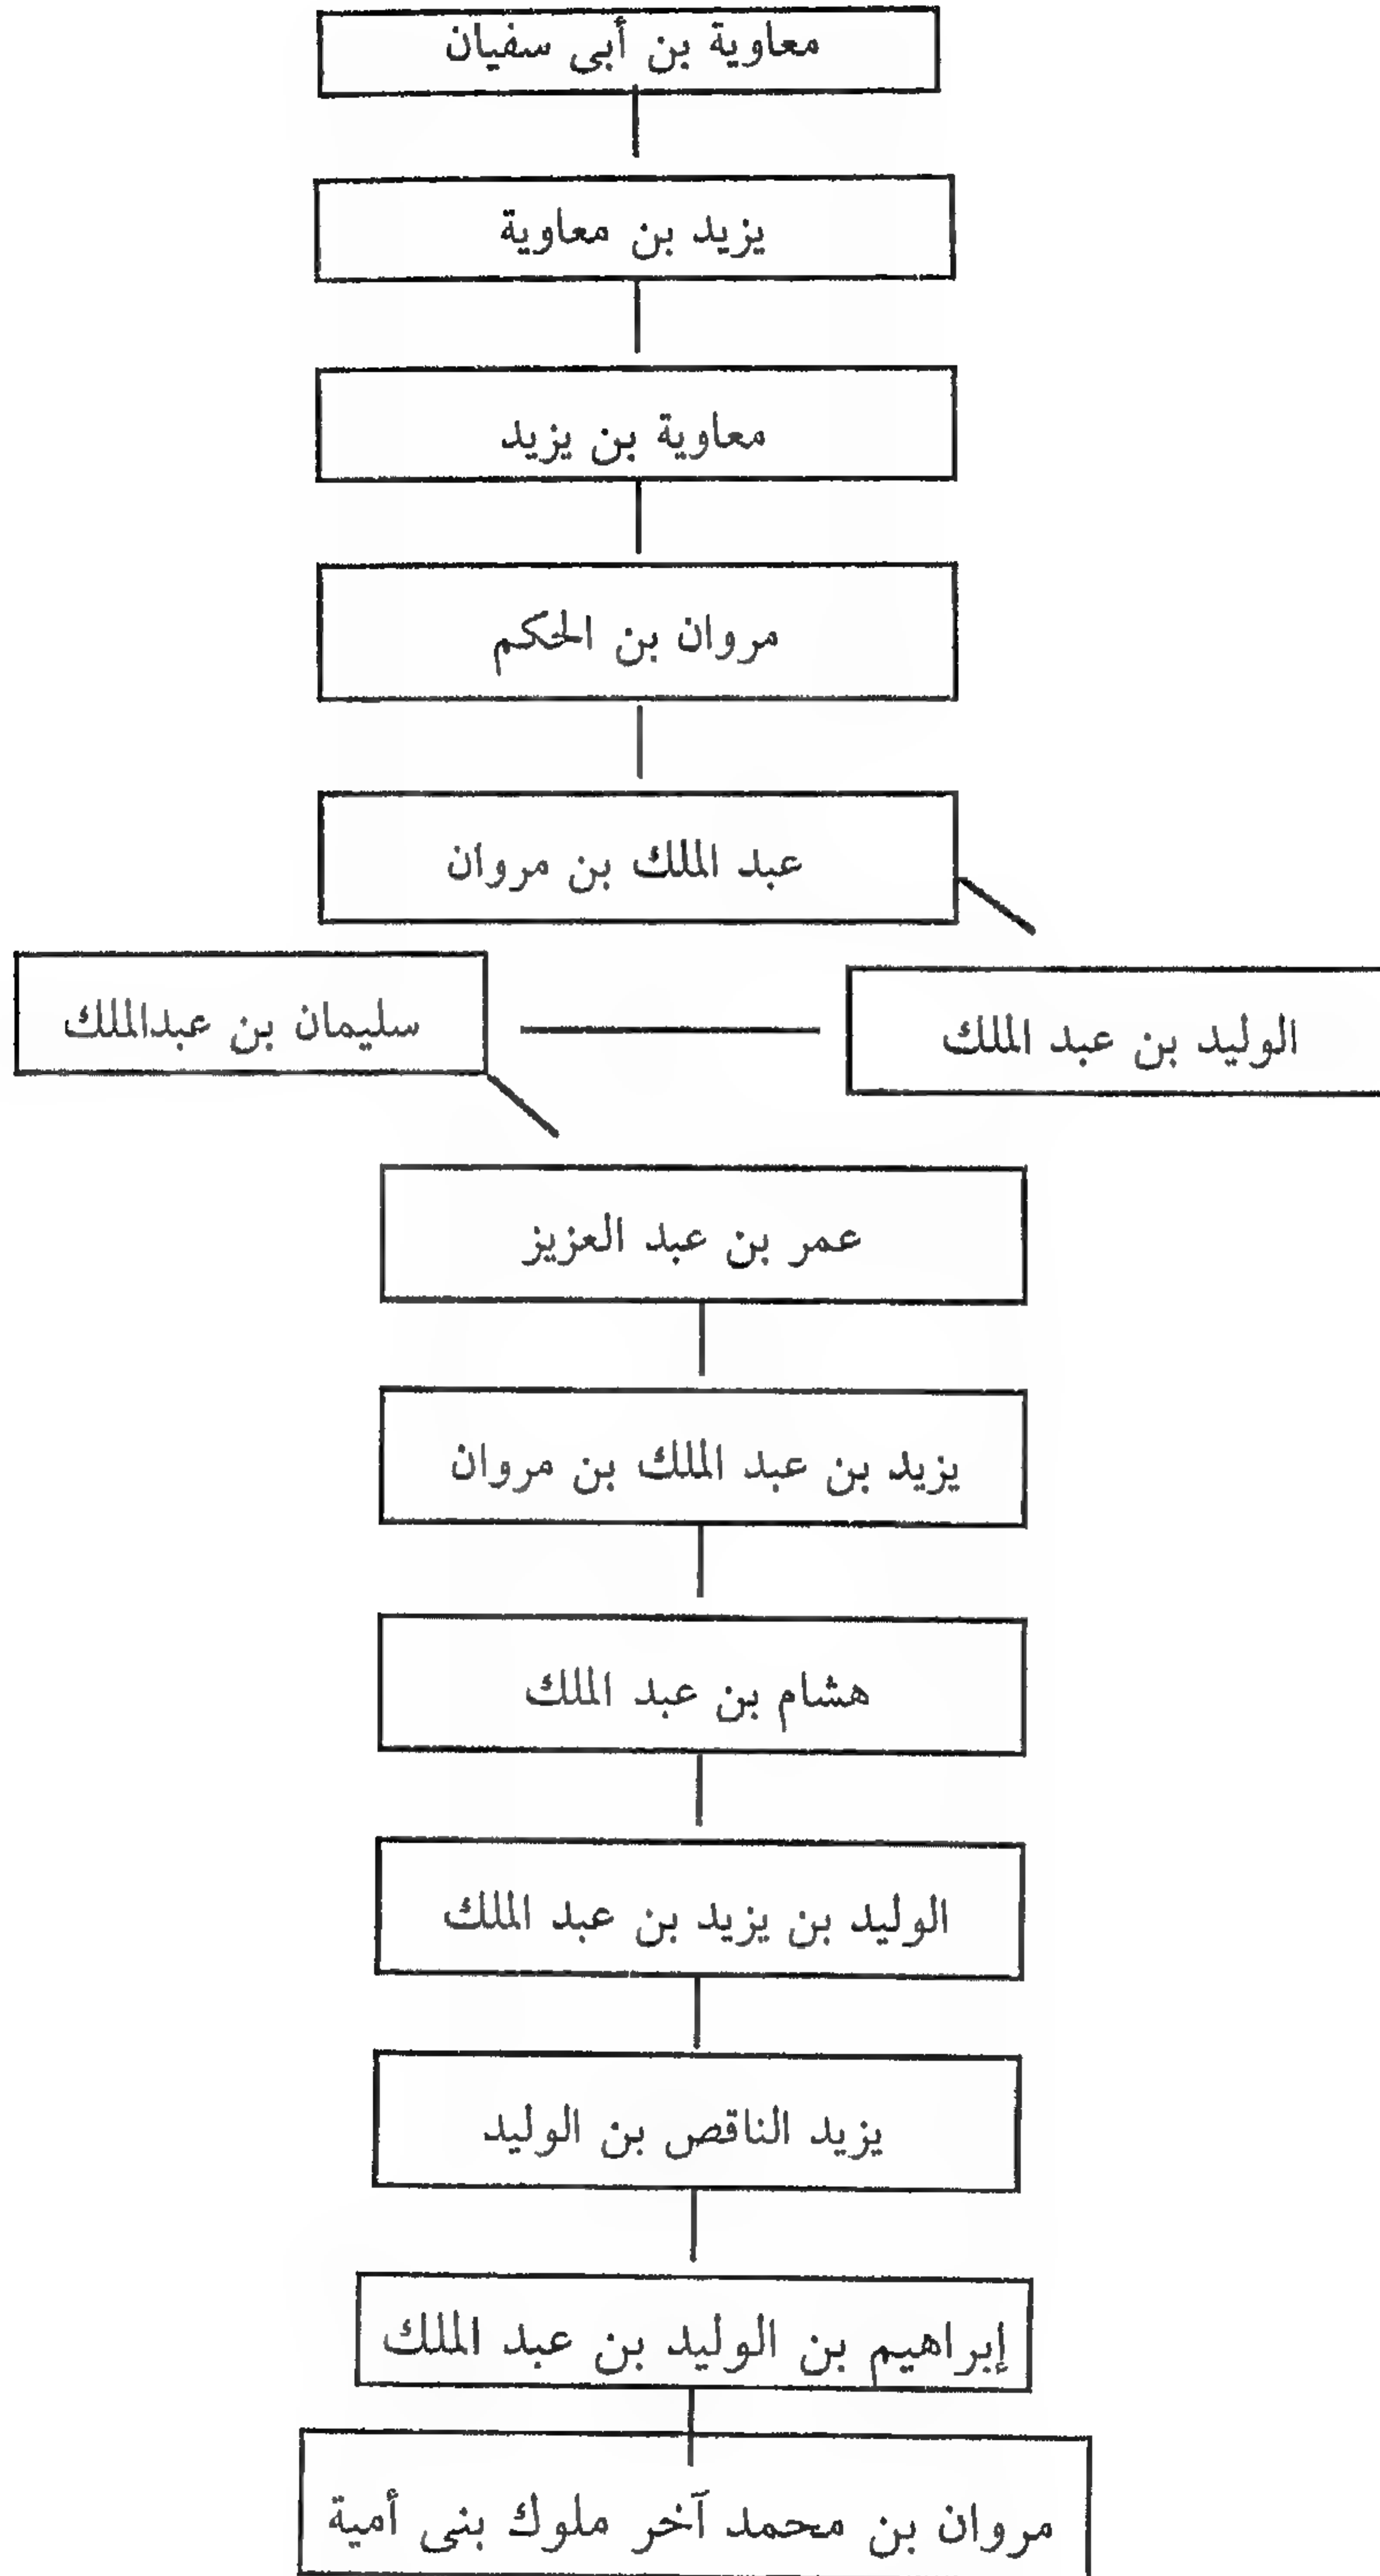 معاوية بن أبى سفيان
يزيد بن معاوية
معاوية بن يزيد
مروان بن الحكم
عبد الملك بن مروان
الوليد بن عبد الملك
سليمان بن عبدالملك
عمر بن عبد العزيز
يزيد بن عبد الملك بن مروان
هشام بن عبد الملك
الوليد بن يزيد بن عبد الملك
يزيد الناقص بن الوليد
إبراهيم بن الوليد بن عبد الملك
مروان بن محمد آخر ملوك بنى أمية